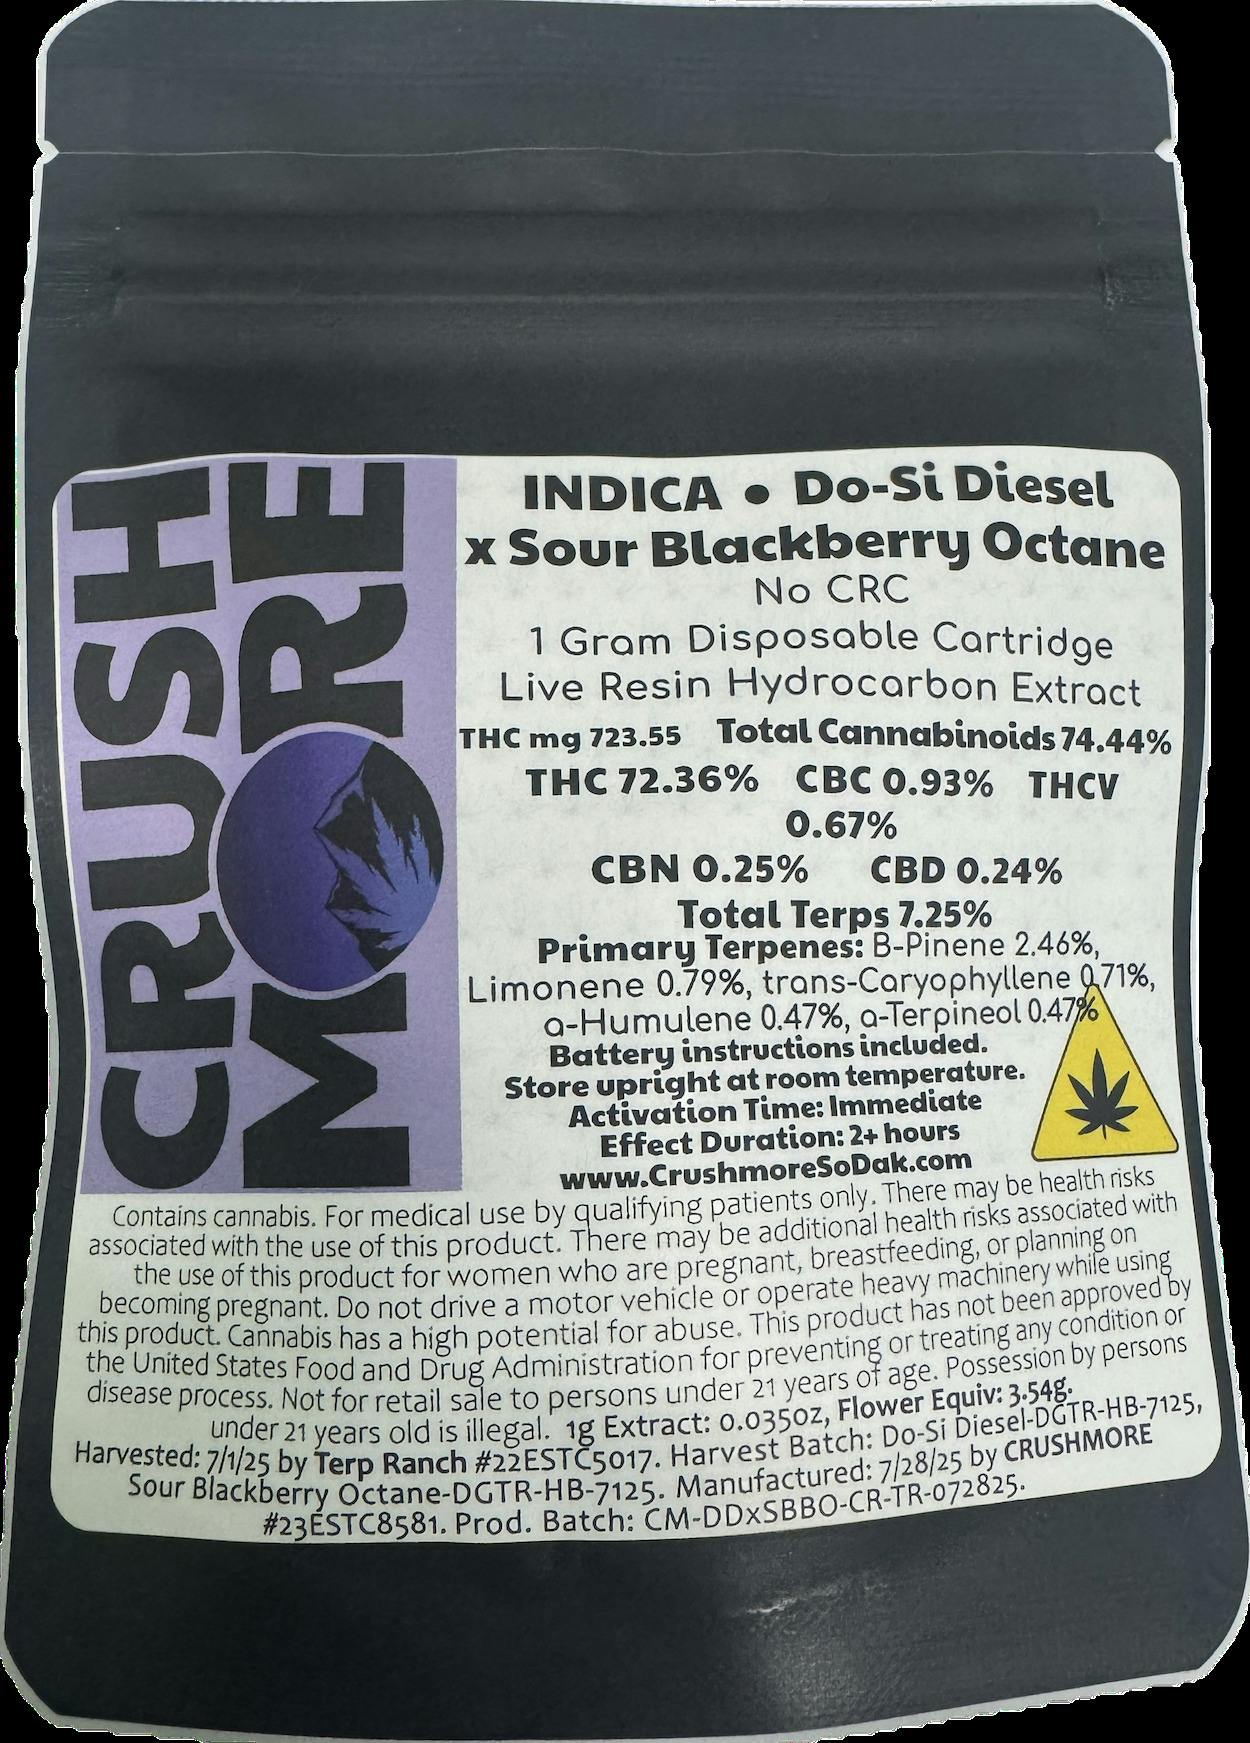 CRUSH
MORE
INDICA • Do-Si Diesel
x Sour Blackberry Octane
No CRC
1 Gram Disposable Cartridge
Live Resin Hydrocarbon Extract
THC mg 723.55 Total Cannabinoids 74.44%
THC 72.36% CBC 0.93% THCV
0.67%
CBN 0.25% CBD 0.24%
Total Terps 7.25%
Primary Terpenes: B-Pinene 2.46%,
Limonene 0.79%, trans-Caryophyllene 0.71%,
a-Humulene 0.47%, a-Terpineol 0.47%
Battery instructions included.
Store upright at room temperature.
Activation Time: Immediate
Effect Duration: 2+ hours
www.CrushmoreSoDak.com
Contains cannabis. For medical use by qualifying patients only. There may be health risks
associated with the use of this product. There may be additional health risks associated with
the use of this product for women who are pregnant, breastfeeding, or planning on
becoming pregnant. Do not drive a motor vehicle or operate heavy machinery while using
this product. Cannabis has a high potential for abuse. This product has not been approved by
the United States Food and Drug Administration for preventing or treating any condition or
disease process. Not for retail sale to persons under 21 years of age. Possession by persons
under 21 years old is illegal. 1g Extract: 0.035oz, Flower Equiv: 3.54g.
Harvested: 7/1/25 by Terp Ranch #22ESTC5017. Harvest Batch: Do-Si Diesel-DGTR-HB-7125,
Sour Blackberry Octane-DGTR-HB-7125. Manufactured: 7/28/25 by CRUSHMORE
#23ESTC8581. Prod. Batch: CM-DDxSBBO-CR-TR-072825.